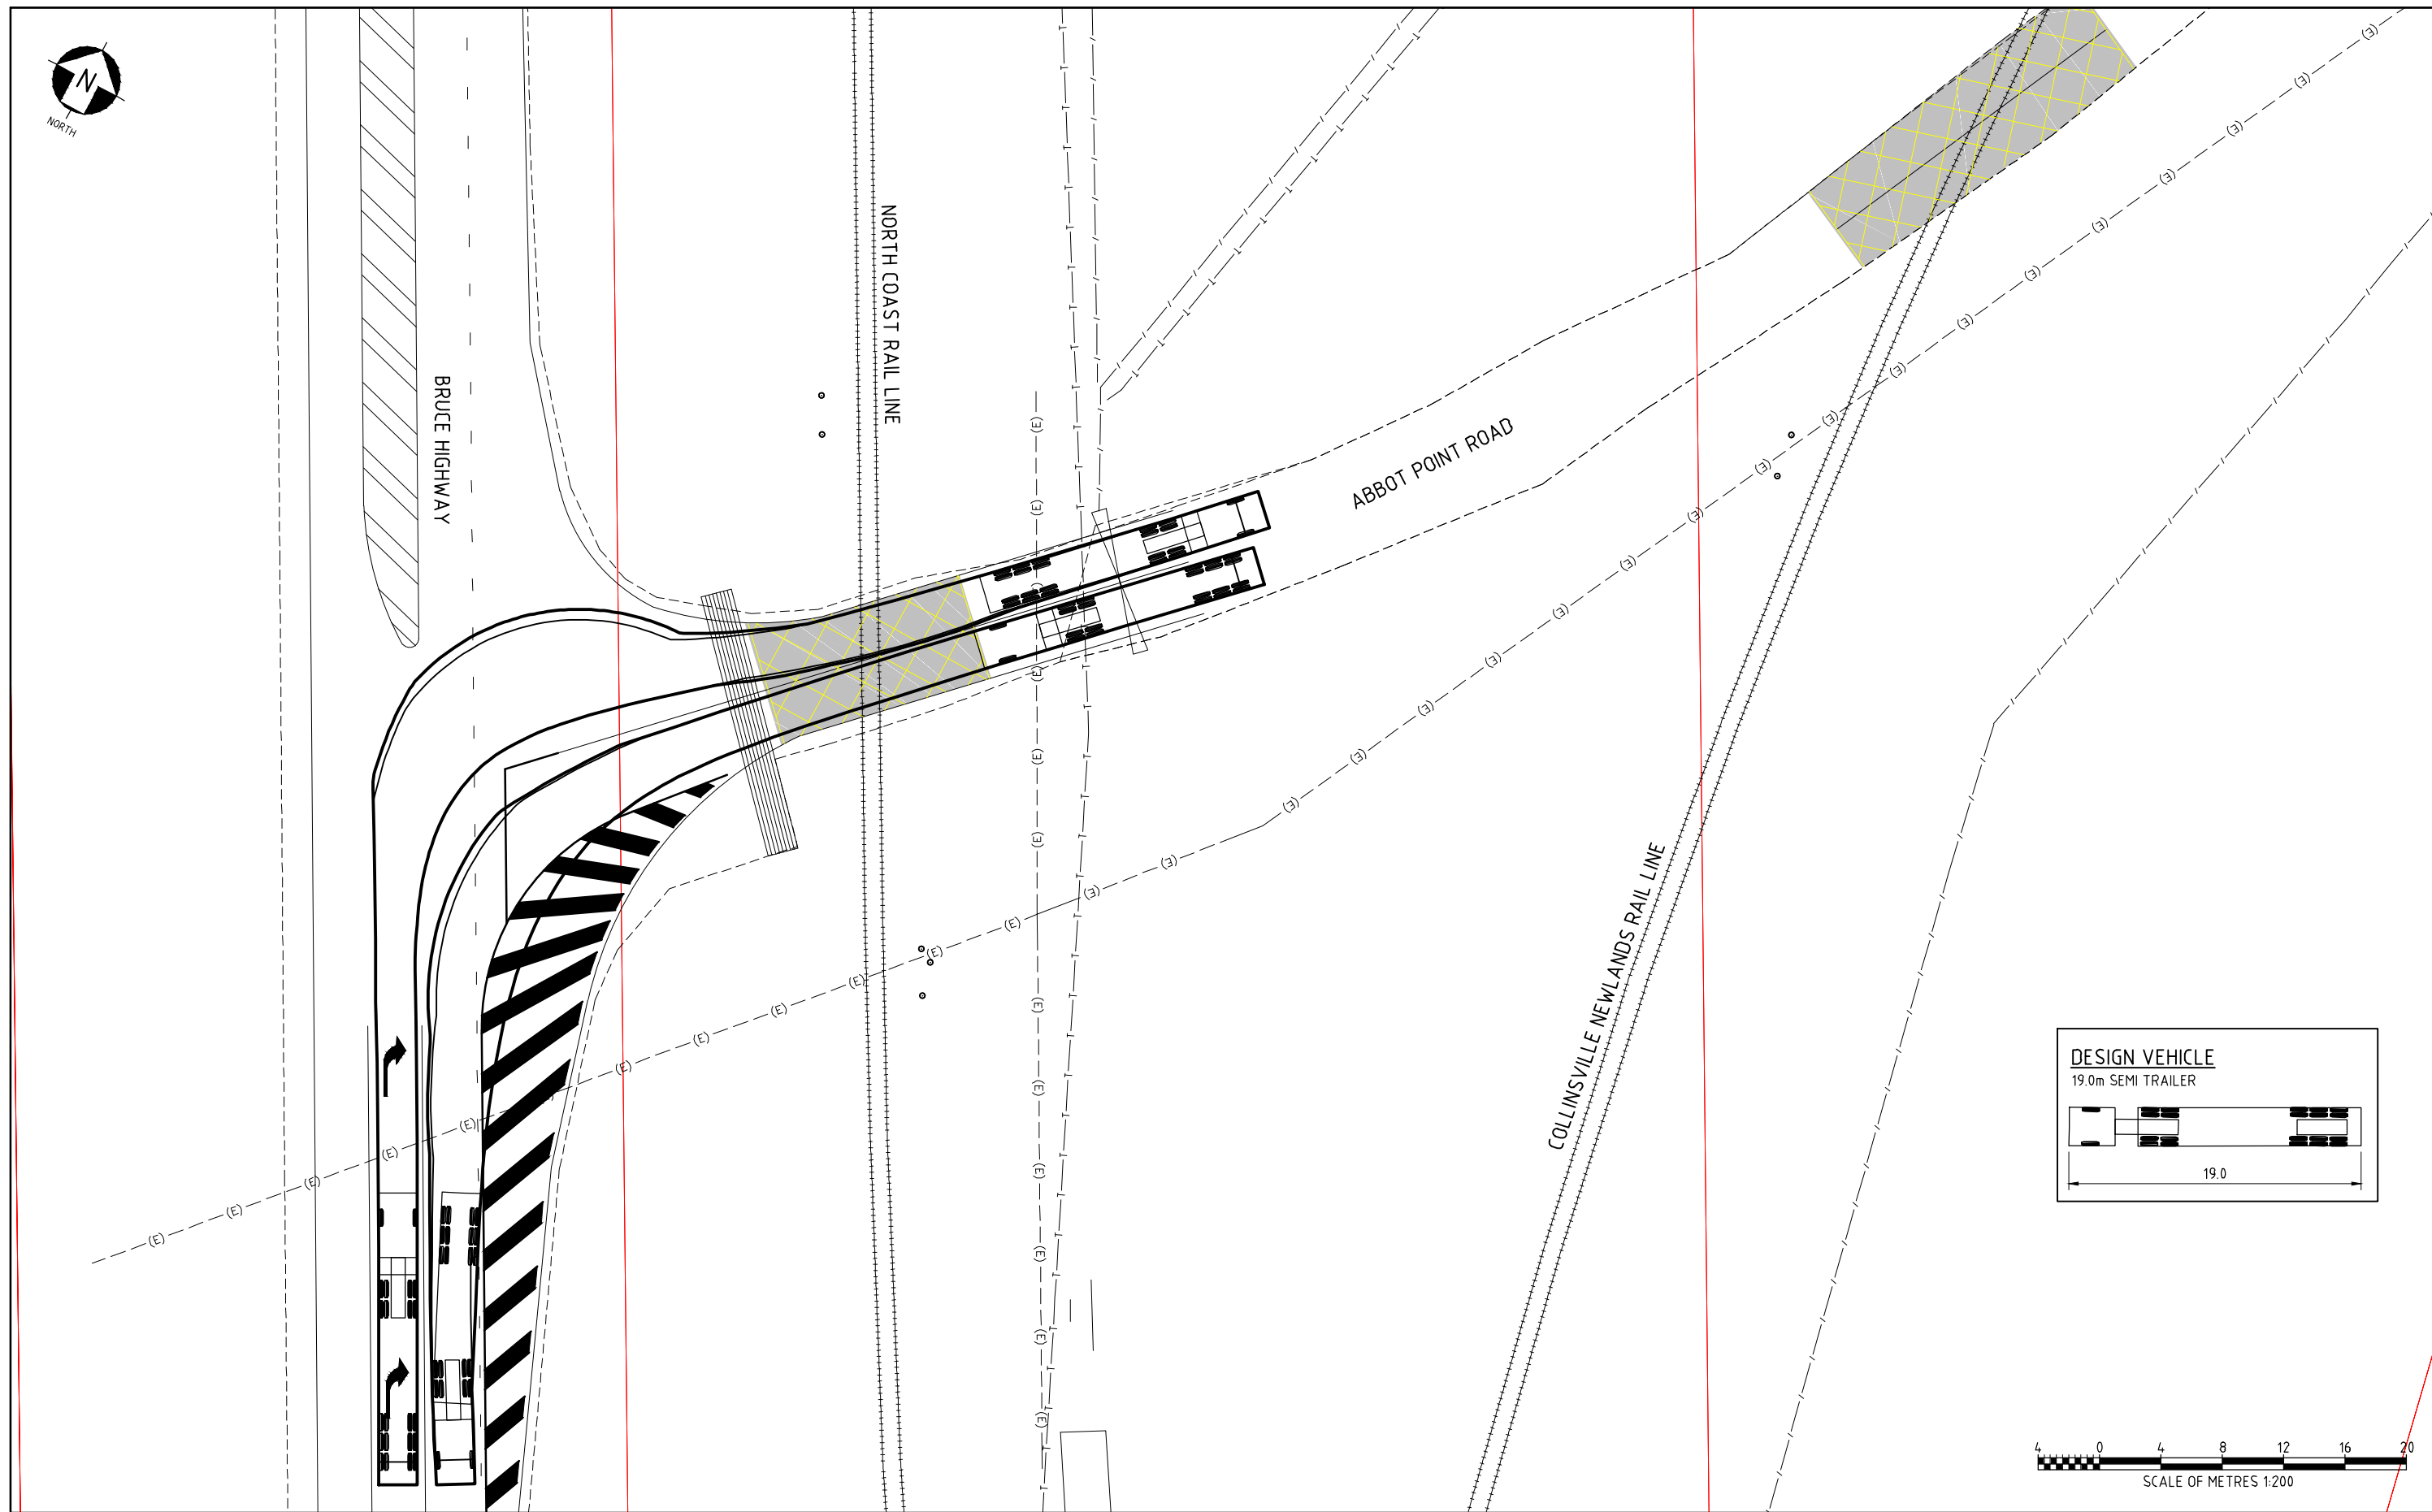 N
NORTH
BRUCE HIGHWAY
NORTH COAST RAIL LINE
ABBOT POINT ROAD
COLLINSVILLE NEWLANDS RAIL LINE
(E) (E) (E) (E) (E) (E) (E) (E) (E) (E) (E) (E) (E) (E) (E)
DESIGN VEHICLE
19.0m SEMI TRAILER
19.0
4 0 4 8 12 16 20
SCALE OF METRES 1:200